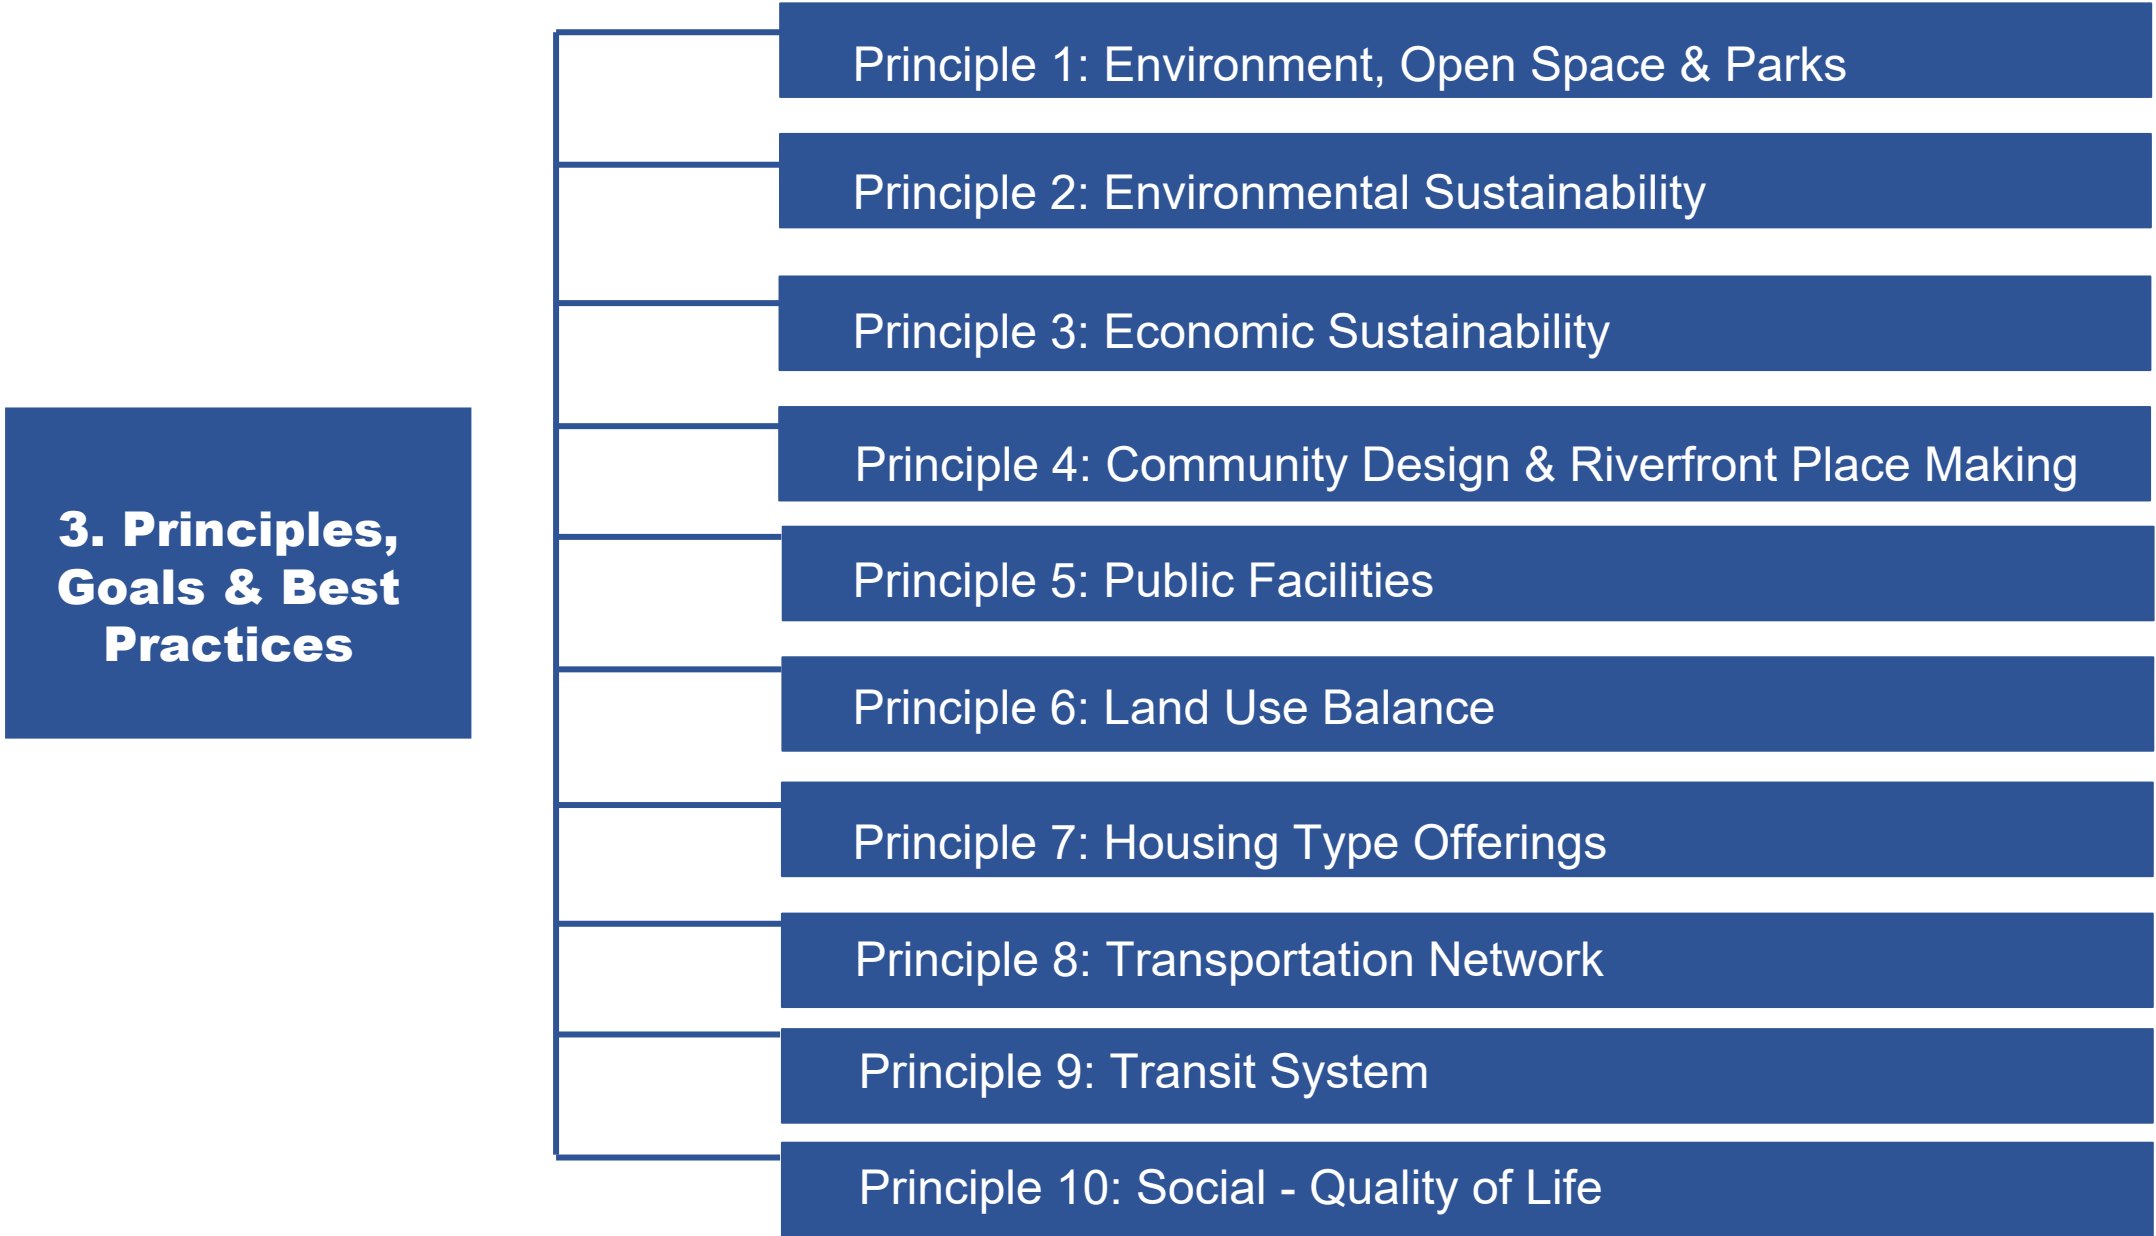 3. Principles,
Goals & Best
Practices
Principle 1: Environment, Open Space & Parks
Principle 2: Environmental Sustainability
Principle 3: Economic Sustainability
Principle 4: Community Design & Riverfront Place Making
Principle 5: Public Facilities
Principle 6: Land Use Balance
Principle 7: Housing Type Offerings
Principle 8: Transportation Network
Principle 9: Transit System
Principle 10: Social - Quality of Life